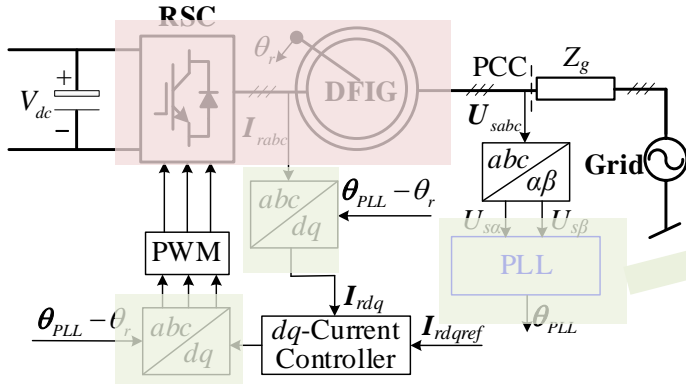 RSC
θr
PCC
Zg
+
Vdc
−
DFIG
Irabc
Usabc
Grid
abc
αβ
abc
dq
θPLL − θr
Usα
Usβ
PWM
PLL
Irdq
θPLL
θPLL − θr
abc
dq
dq-Current
Controller
Irdqref